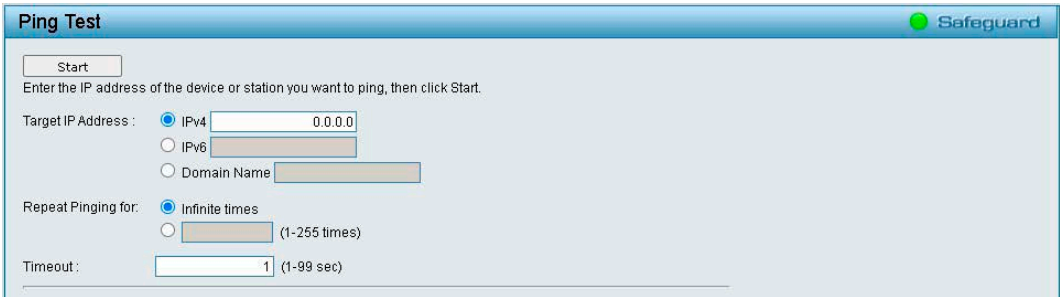 Ping Test Safeguard
Start
Enter the IP address of the device or station you want to ping, then click Start.
Target IP Address : IPv4 0.0.0.0
IPv6
Domain Name
Repeat Pinging for: Infinite times
(1-255 times)
Timeout : 1 (1-99 sec)